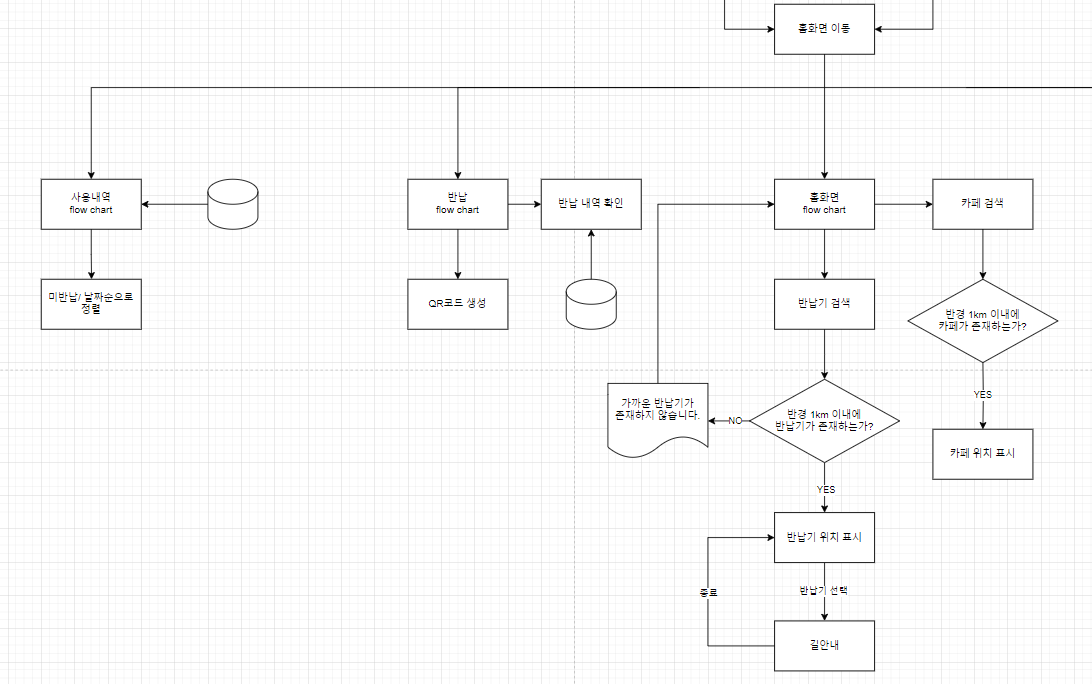 홈화면 이동
사용내역
flow chart
반납
flow chart
반납 내역 확인
홈화면
flow chart
카페 검색
미반납/ 날짜순으로
정렬
QR코드 생성
반납기 검색
반경 1km 이내에
카페가 존재하는가?
가까운 반납기가
존재하지 않습니다.
NO
반경 1km 이내에
반납기가 존재하는가?
YES
카페 위치 표시
YES
반납기 위치 표시
종료
반납기 선택
길안내